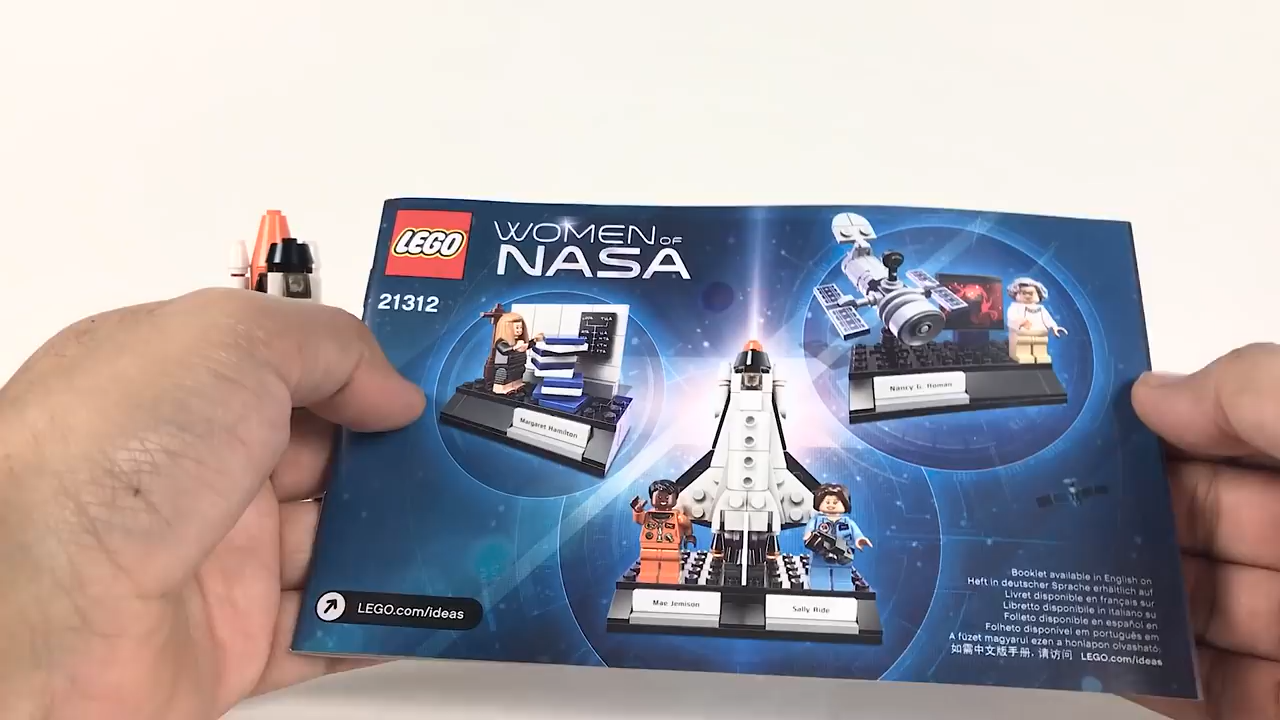 LEGO
WOMEN OF
NASA
21312
Margaret Hamilton
Nancy G. Roman
Mae Jemison
Sally Ride
LEGO.com/ideas
Booklet available in English on
Heft in deutscher Sprache erhältlich auf
Livret disponible en français sur
Libretto disponibile in italiano su
Folleto disponible en español en
Folheto disponível em português em
A füzet magyarul ezen a honlapon olvasható:
如需中文版手册, 请访问 LEGO.com/ideas